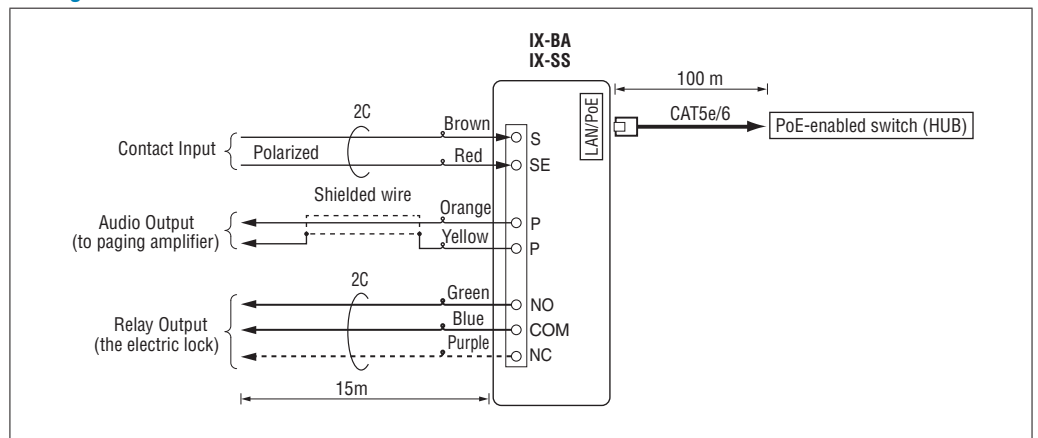 IX-BA
IX-SS
100 m
LAN/PoE
CAT5e/6
PoE-enabled switch (HUB)
2C
Contact Input
Polarized
Brown
S
Red
SE
Shielded wire
Audio Output
(to paging amplifier)
Orange
P
Yellow
P
2C
Relay Output
(the electric lock)
Green
NO
Blue
COM
Purple
NC
15m